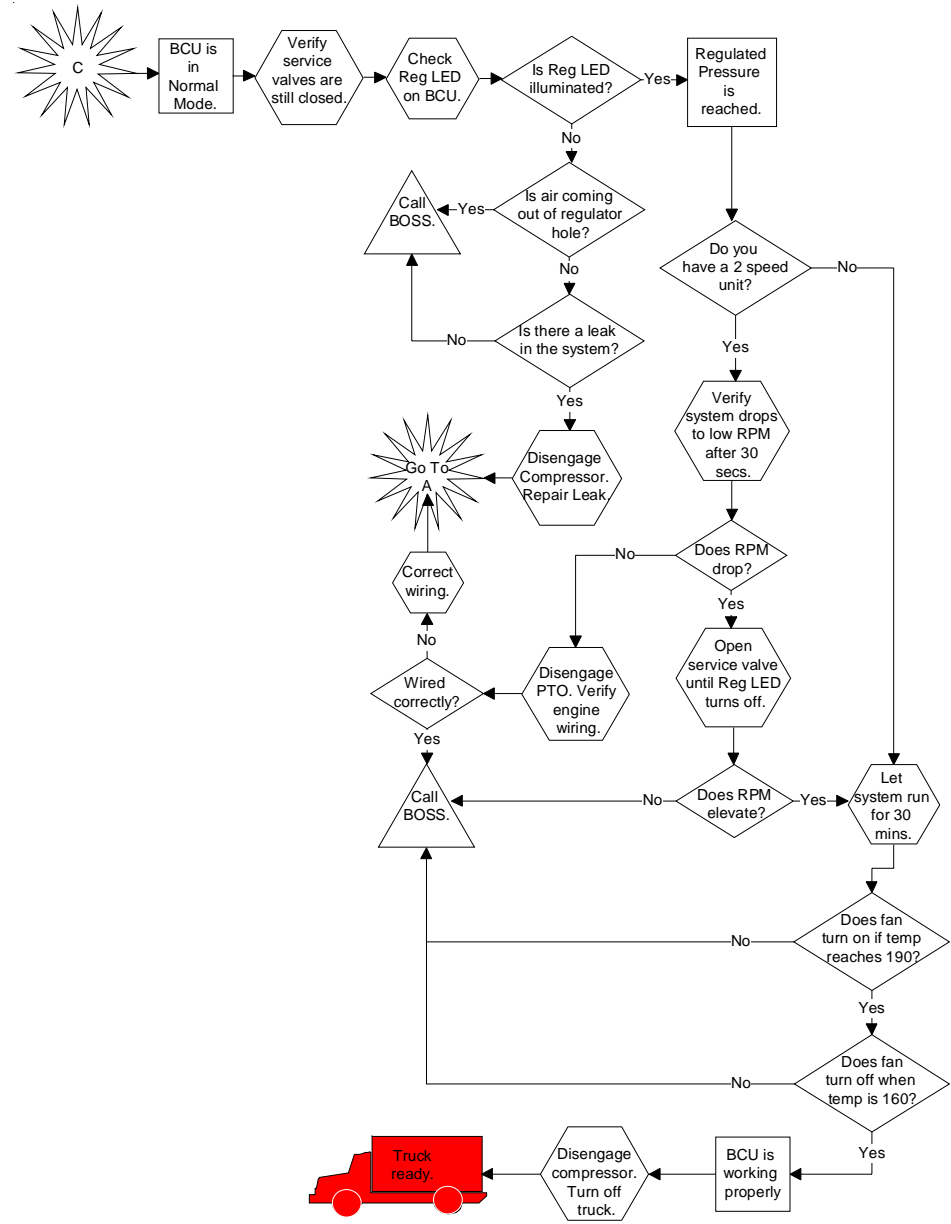 C
BCU is
in
Normal
Mode.
Verify
service
valves are
still closed.
Check
Reg LED
on BCU.
Is Reg LED
illuminated?
Yes
Regulated
Pressure
is
reached.
No
Is air coming
out of regulator
hole?
Yes
Call
BOSS.
No
Is there a leak
in the system?
No
Yes
Disengage
Compressor.
Repair Leak.
Go To
A
Do you
have a 2 speed
unit?
No
Yes
Verify
system drops
to low RPM
after 30
secs.
Does RPM
drop?
No
Yes
Correct
wiring.
No
Wired
correctly?
Yes
Disengage
PTO. Verify
engine
wiring.
Open
service valve
until Reg LED
turns off.
Does RPM
elevate?
No
Yes
Call
BOSS.
Let
system run
for 30
mins.
Does fan
turn on if temp
reaches 190?
No
Yes
Does fan
turn off when
temp is 160?
No
Yes
BCU is
working
properly
Disengage
compressor.
Turn off
truck.
Truck
ready.